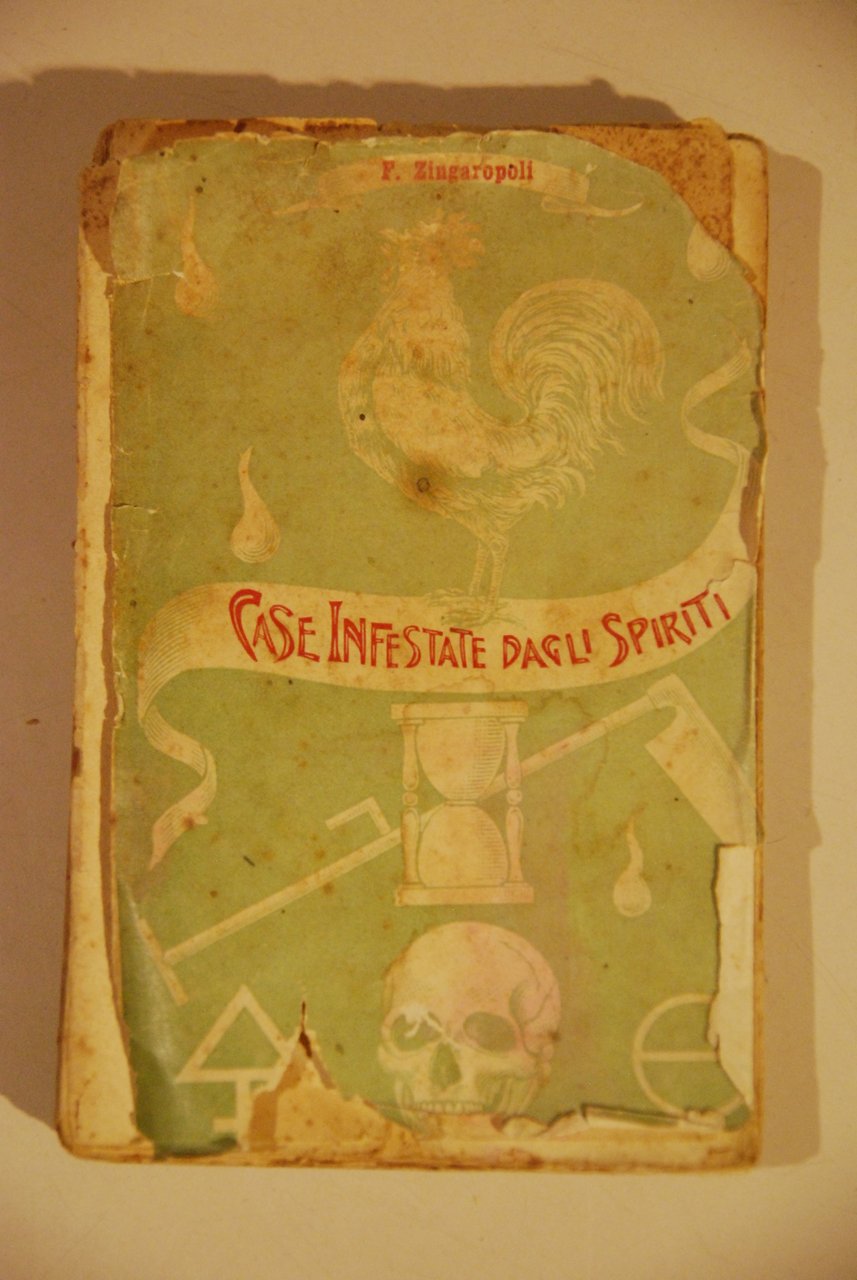 F. Zingaropoli
CASE INFESTATE DAGLI SPIRITI